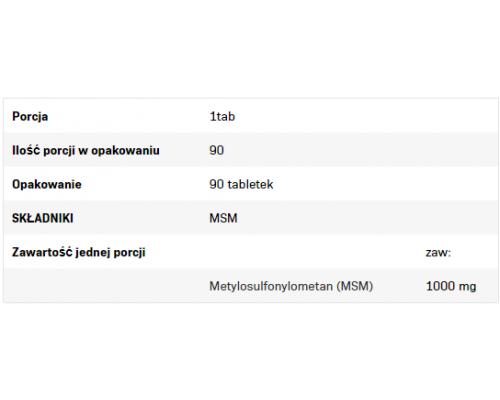 Porcja 1tab
Ilość porcji w opakowaniu 90
Opakowanie 90 tabletek
SKŁADNIKI MSM
Zawartość jednej porcji zaw:
Metylosulfonylometan (MSM) 1000 mg